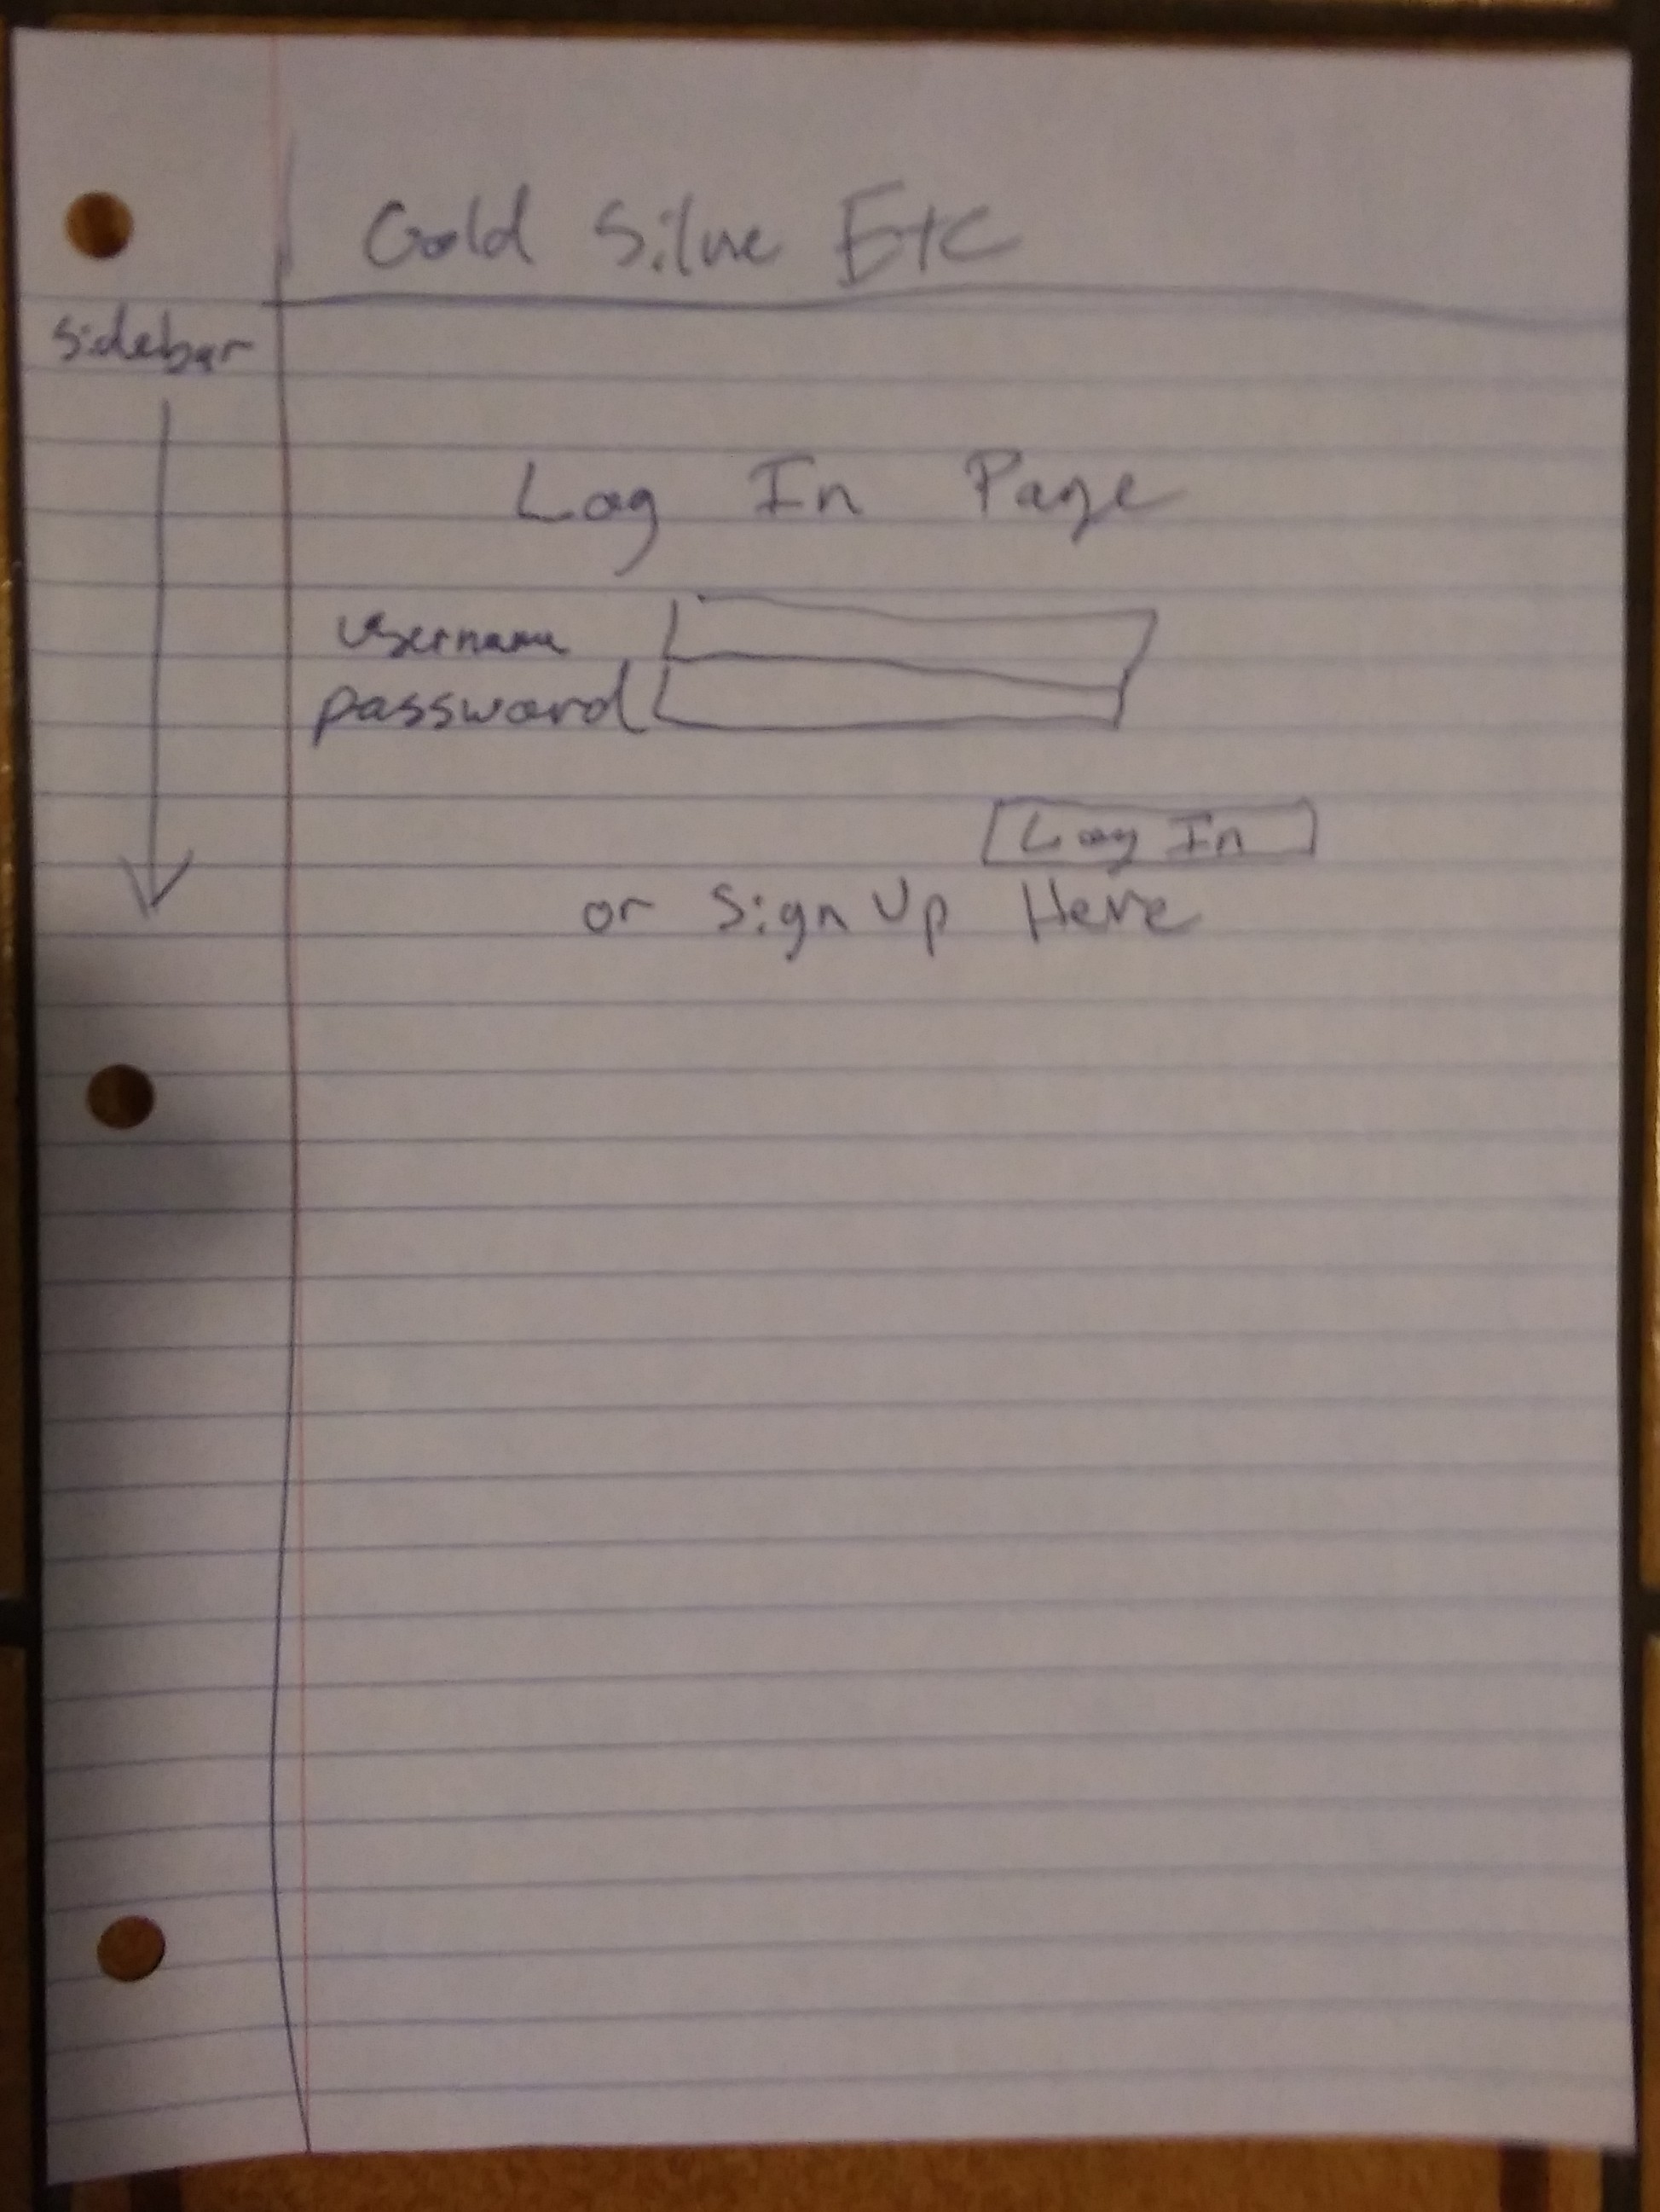 Gold Silve Etc
sidebar
Log In Page
username
password
Log In
or Sign Up Here